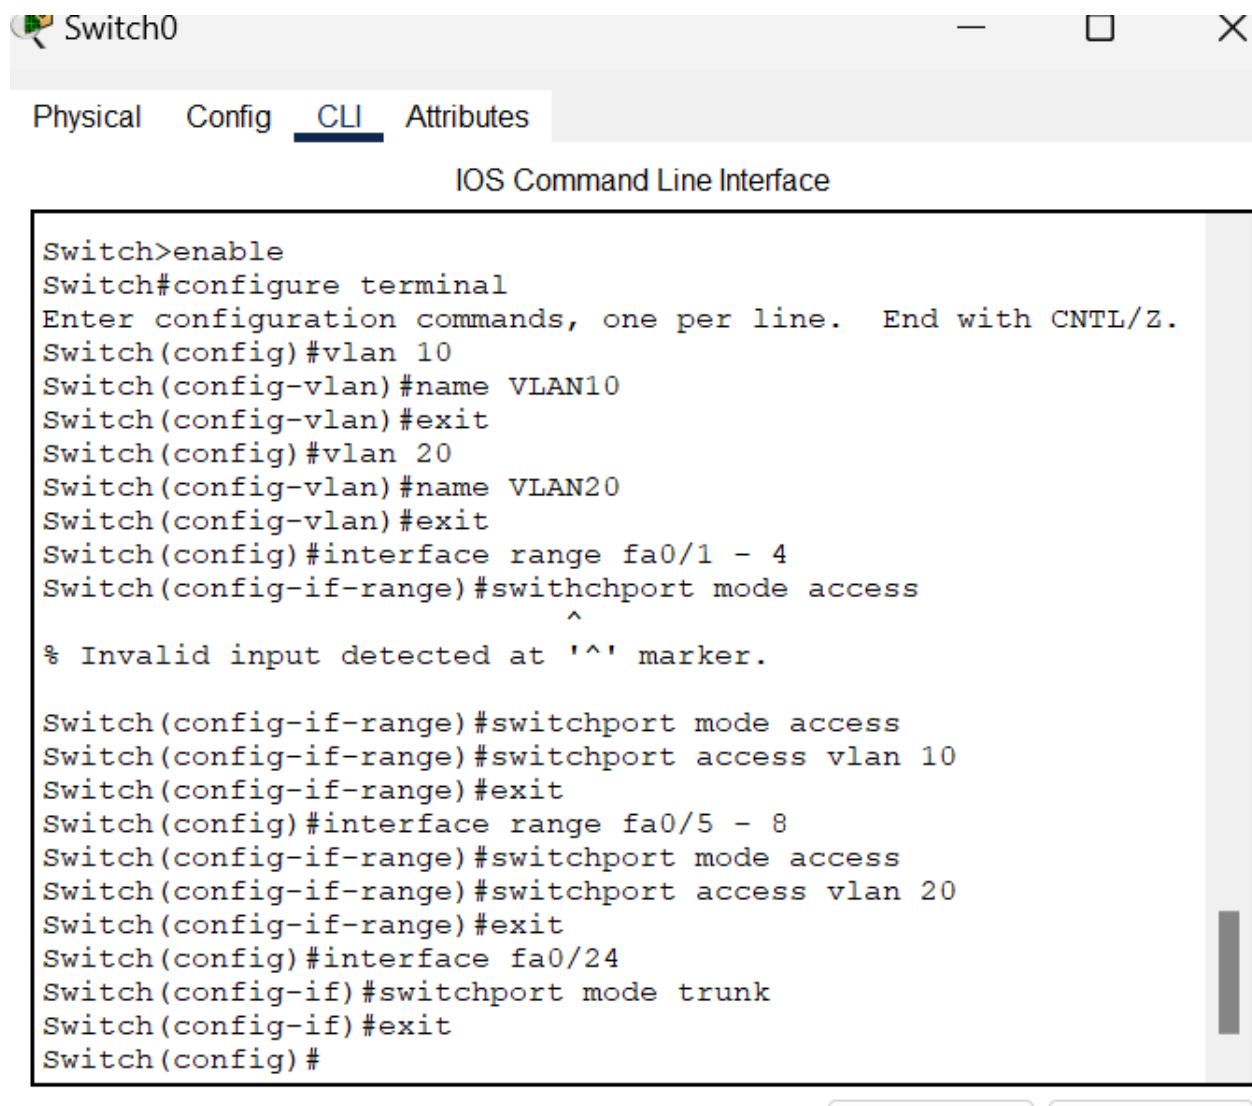 Switch0
Physical Config CLI Attributes
IOS Command Line Interface
Switch>enable
Switch#configure terminal
Enter configuration commands, one per line.  End with CNTL/Z.
Switch(config)#vlan 10
Switch(config-vlan)#name VLAN10
Switch(config-vlan)#exit
Switch(config)#vlan 20
Switch(config-vlan)#name VLAN20
Switch(config-vlan)#exit
Switch(config)#interface range fa0/1 - 4
Switch(config-if-range)#swithchport mode access
^
% Invalid input detected at '^' marker.
Switch(config-if-range)#switchport mode access
Switch(config-if-range)#switchport access vlan 10
Switch(config-if-range)#exit
Switch(config)#interface range fa0/5 - 8
Switch(config-if-range)#switchport mode access
Switch(config-if-range)#switchport access vlan 20
Switch(config-if-range)#exit
Switch(config)#interface fa0/24
Switch(config-if)#switchport mode trunk
Switch(config-if)#exit
Switch(config)#